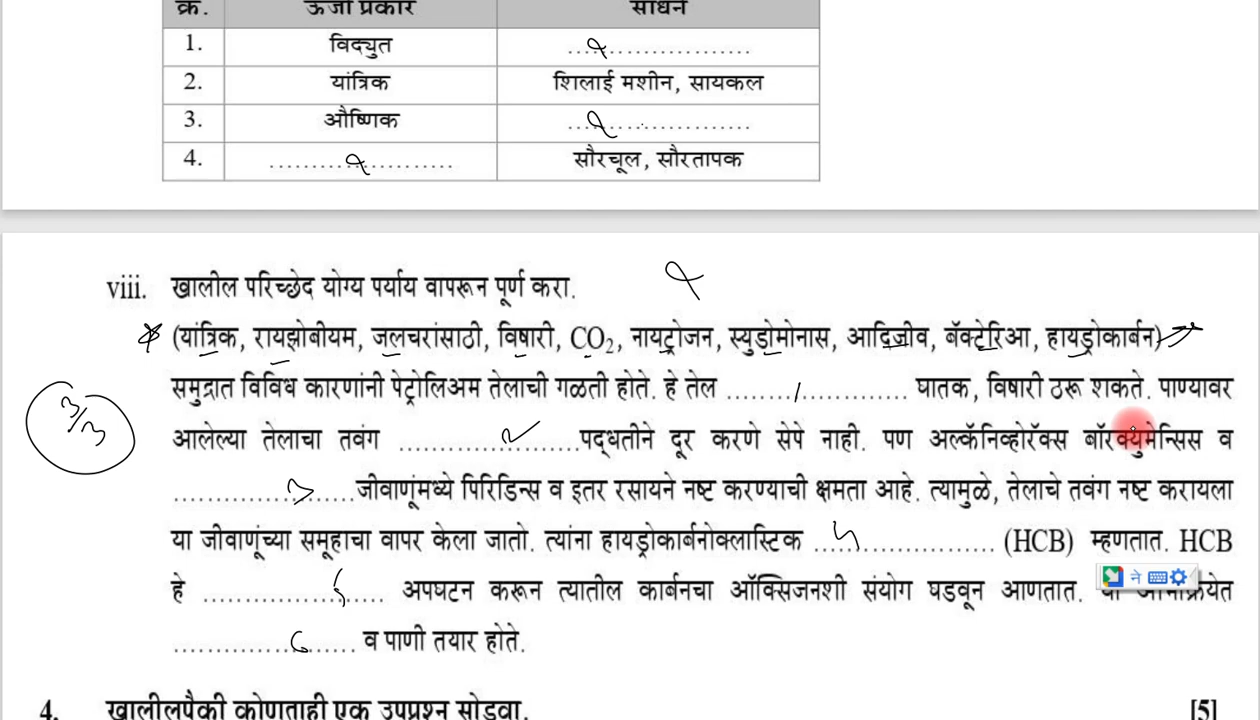 क्र. ऊर्जा प्रकार साधने
1. विद्युत ............................
2. यांत्रिक शिलाई मशीन, सायकल
3. औष्णिक ............................
4. ............................ सौरचूल, सौरतापक
viii. खालील परिच्छेद योग्य पर्याय वापरून पूर्ण करा.
(यांत्रिक, रायझोबीयम, जलचरांसाठी, विषारी, CO₂, नायट्रोजन, स्युडोमोनास, आदिजीव, बॅक्टेरिआ, हायड्रोकार्बन)
3/3
समुद्रात विविध कारणांनी पेट्रोलिअम तेलाची गळती होते. हे तेल ............................ घातक, विषारी ठरू शकते. पाण्यावर
आलेल्या तेलाचा तवंग ............................पद्धतीने दूर करणे सेपे नाही. पण अल्कॅनिव्होरॅक्स बॉरक्युमेन्सिस व
............................जीवाणूंमध्ये पिरिडिन्स व इतर रसायने नष्ट करण्याची क्षमता आहे. त्यामुळे, तेलाचे तवंग नष्ट करायला
या जीवाणूंच्या समूहाचा वापर केला जातो. त्यांना हायड्रोकार्बनोक्लास्टिक ............................ (HCB) म्हणतात. HCB
हे ............................ अपघटन करून त्यातील कार्बनचा ऑक्सिजनशी संयोग घडवून आणतात.
............................ व पाणी तयार होते.
4. खालीलपैकी कोणताही एक उपप्रश्न सोडवा. [5]